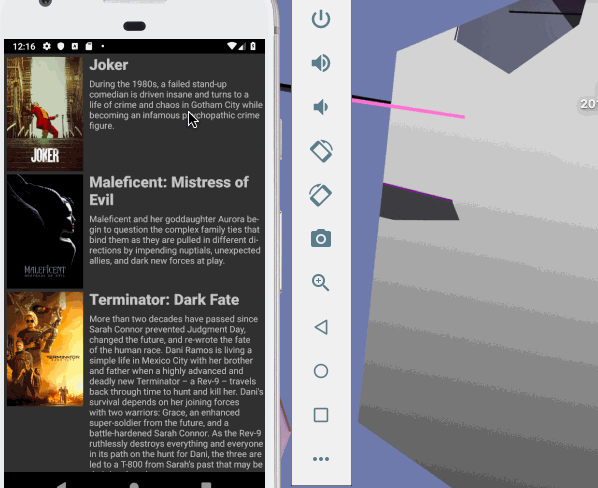 12:16
Joker
During the 1980s, a failed stand-up
comedian is driven insane and turns to a
life of crime and chaos in Gotham City while
becoming an infamous psychopathic crime
figure.
JOKER
Maleficent: Mistress of
Evil
Maleficent and her goddaughter Aurora be-
gin to question the complex family ties that
bind them as they are pulled in different di-
rections by impending nuptials, unexpected
allies, and dark new forces at play.
MALEFICENT
Terminator: Dark Fate
More than two decades have passed since
Sarah Connor prevented Judgment Day,
changed the future, and re-wrote the fate
of the human race. Dani Ramos is living a
simple life in Mexico City with her brother
and father when a highly advanced and
deadly new Terminator – a Rev-9 – travels
back through time to hunt and kill her. Dani's
survival depends on her joining forces
with two warriors: Grace, an enhanced
super-soldier from the future, and a
battle-hardened Sarah Connor. As the Rev-9
ruthlessly destroys everything and everyone
in its path on the hunt for Dani, the three are
led to a T-800 from Sarah's past that may be
TERMINATOR
20